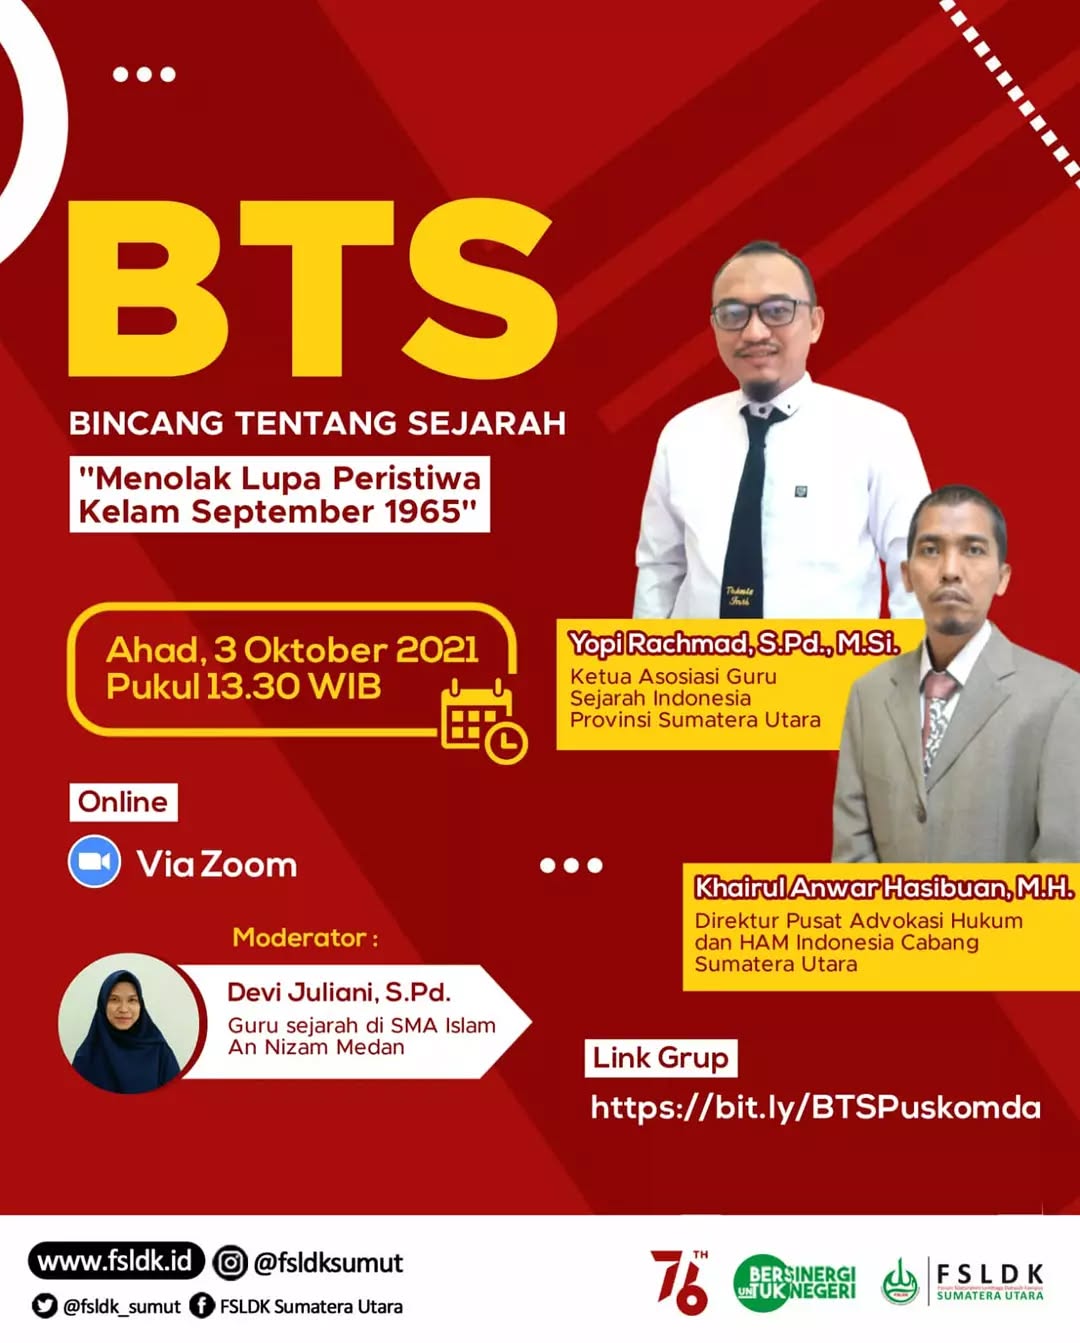 BTS
BINCANG TENTANG SEJARAH
"Menolak Lupa Peristiwa
Kelam September 1965"
Ahad, 3 Oktober 2021
Pukul 13.30 WIB
Yopi Rachmad, S.Pd., M.Si.
Ketua Asosiasi Guru
Sejarah Indonesia
Provinsi Sumatera Utara
Online
Via Zoom
Khairul Anwar Hasibuan, M.H.
Direktur Pusat Advokasi Hukum
dan HAM Indonesia Cabang
Sumatera Utara
Moderator :
Devi Juliani, S.Pd.
Guru sejarah di SMA Islam
An Nizam Medan
Link Grup
https://bit.ly/BTSPuskomda
www.fsldk.id
@fsldksumut
@fsldk_sumut
FSLDK Sumatera Utara
76TH
BERSINERGI
UNTUK NEGERI
FSLDK
SUMATERA UTARA